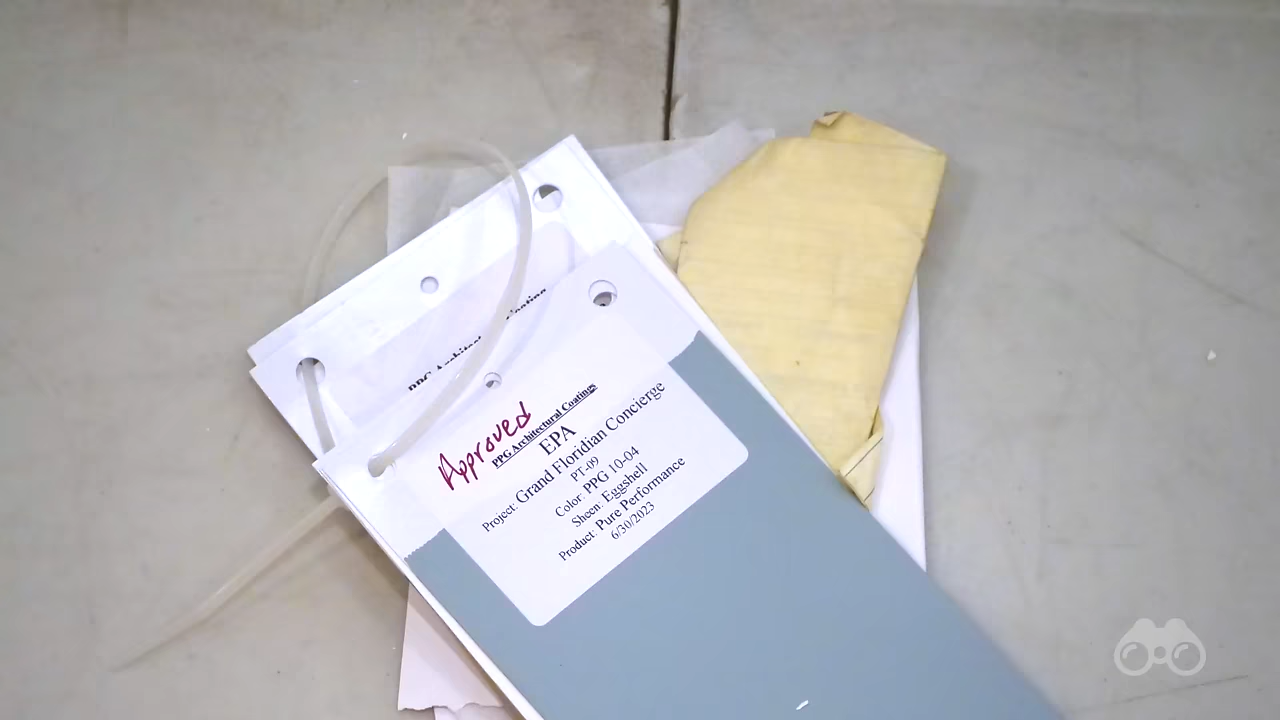 Approved
PPG Architectural Coatings
EPA
Project: Grand Floridian Concierge
PT-09
Color: PPG 10-04
Sheen: Eggshell
Product: Pure Performance
6/30/2023